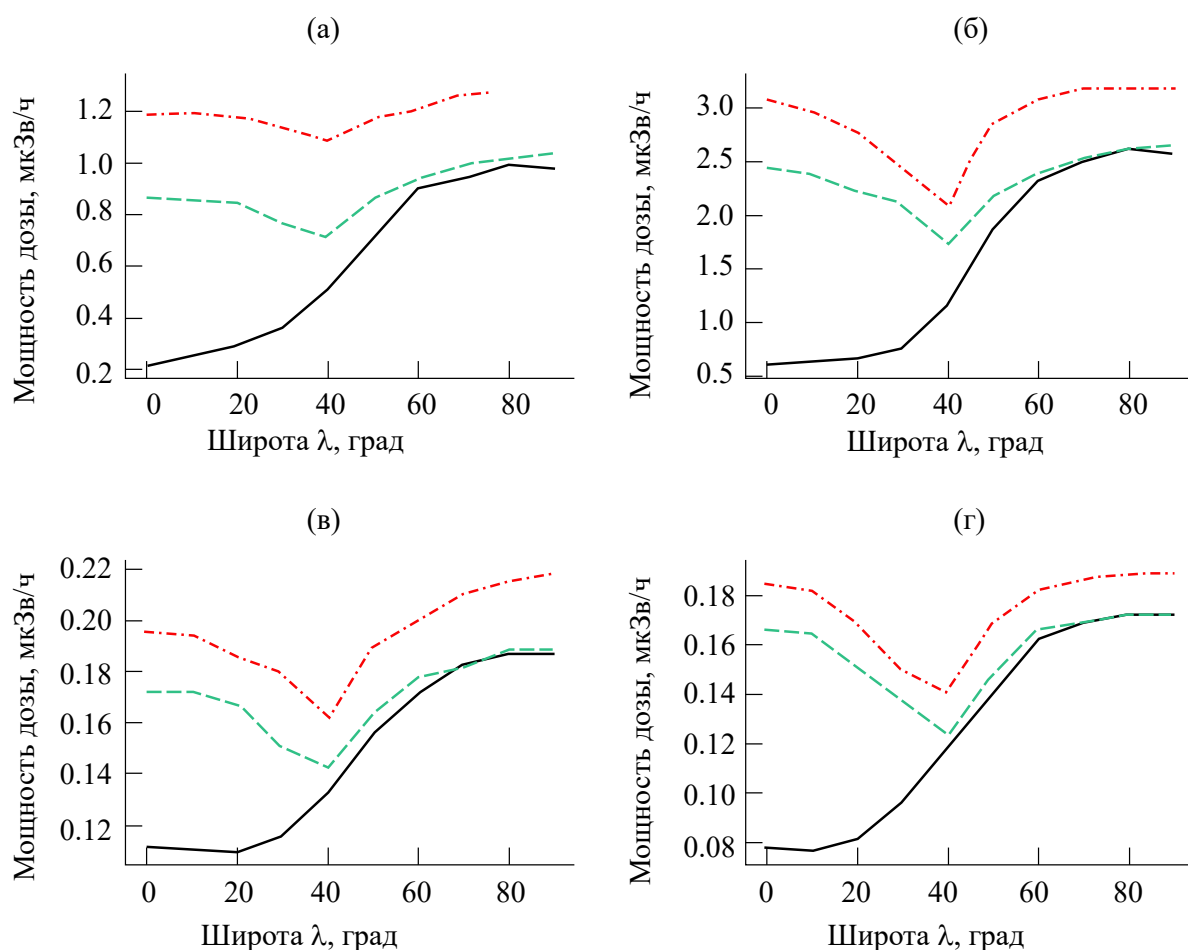 (а)
Мощность дозы, мкЗв/ч
1.2
1.0
0.8
0.6
0.4
0.2
0 20 40 60 80
Широта λ, град
(б)
Мощность дозы, мкЗв/ч
3.0
2.5
2.0
1.5
1.0
0.5
0 20 40 60 80
Широта λ, град
(в)
Мощность дозы, мкЗв/ч
0.22
0.20
0.18
0.16
0.14
0.12
0 20 40 60 80
Широта λ, град
(г)
Мощность дозы, мкЗв/ч
0.18
0.16
0.14
0.12
0.10
0.08
0 20 40 60 80
Широта λ, град